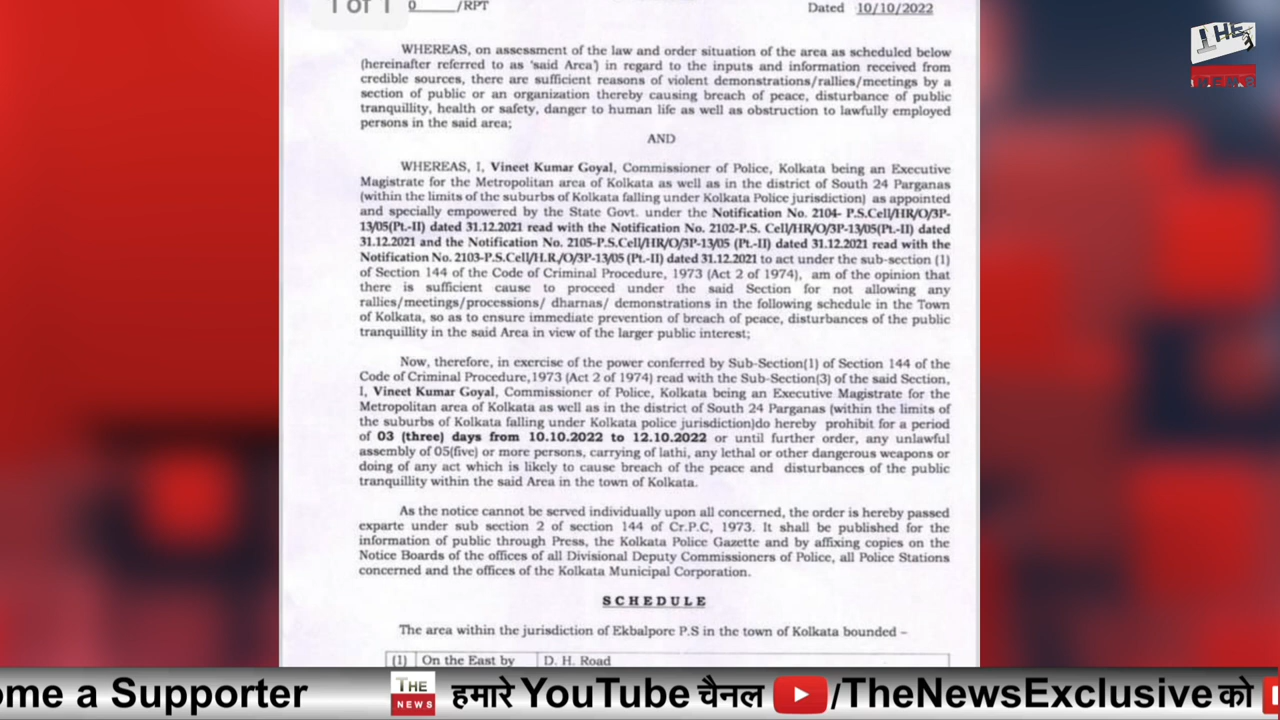 1 of 1 0____/RPT Dated 10/10/2022
THE
NEWS
WHEREAS, on assessment of the law and order situation of the area as scheduled below
(hereinafter referred to as 'said Area') in regard to the inputs and information received from
credible sources, there are sufficient reasons of violent demonstrations/rallies/meetings by a
section of public or an organization thereby causing breach of peace, disturbance of public
tranquillity, health or safety, danger to human life as well as obstruction to lawfully employed
persons in the said area;
AND
WHEREAS, I, Vineet Kumar Goyal, Commissioner of Police, Kolkata being an Executive
Magistrate for the Metropolitan area of Kolkata as well as in the district of South 24 Parganas
(within the limits of the suburbs of Kolkata falling under Kolkata Police jurisdiction) as appointed
and specially empowered by the State Govt. under the Notification No. 2104- P.S.Cell/HR/O/3P-
13/05(Pt.-II) dated 31.12.2021 read with the Notification No. 2102-P.S. Cell/HR/O/3P-13/05(Pt.-II) dated
31.12.2021 and the Notification No. 2105-P.S.Cell/HR/O/3P-13/05 (Pt.-II) dated 31.12.2021 read with the
Notification No. 2103-P.S.Cell/H.R./O/3P-13/05 (Pt.-II) dated 31.12.2021 to act under the sub-section (1)
of Section 144 of the Code of Criminal Procedure, 1973 (Act 2 of 1974), am of the opinion that
there is sufficient cause to proceed under the said Section for not allowing any
rallies/meetings/processions/ dharnas/ demonstrations in the following schedule in the Town
of Kolkata, so as to ensure immediate prevention of breach of peace, disturbances of the public
tranquillity in the said Area in view of the larger public interest;
Now, therefore, in exercise of the power conferred by Sub-Section(1) of Section 144 of the
Code of Criminal Procedure,1973 (Act 2 of 1974) read with the Sub-Section(3) of the said Section,
I, Vineet Kumar Goyal, Commissioner of Police, Kolkata being an Executive Magistrate for the
Metropolitan area of Kolkata as well as in the district of South 24 Parganas (within the limits of
the suburbs of Kolkata falling under Kolkata police jurisdiction)do hereby prohibit for a period
of 03 (three) days from 10.10.2022 to 12.10.2022 or until further order, any unlawful
assembly of 05(five) or more persons, carrying of lathi, any lethal or other dangerous weapons or
doing of any act which is likely to cause breach of the peace and disturbances of the public
tranquillity within the said Area in the town of Kolkata.
As the notice cannot be served individually upon all concerned, the order is hereby passed
exparte under sub section 2 of section 144 of Cr.P.C, 1973. It shall be published for the
information of public through Press, the Kolkata Police Gazette and by affixing copies on the
Notice Boards of the offices of all Divisional Deputy Commissioners of Police, all Police Stations
concerned and the offices of the Kolkata Municipal Corporation.
SCHEDULE
The area within the jurisdiction of Ekbalpore P.S in the town of Kolkata bounded –
(1) On the East by D. H. Road
ome a Supporter THE NEWS हमारे YouTube चैनल /TheNewsExclusive को